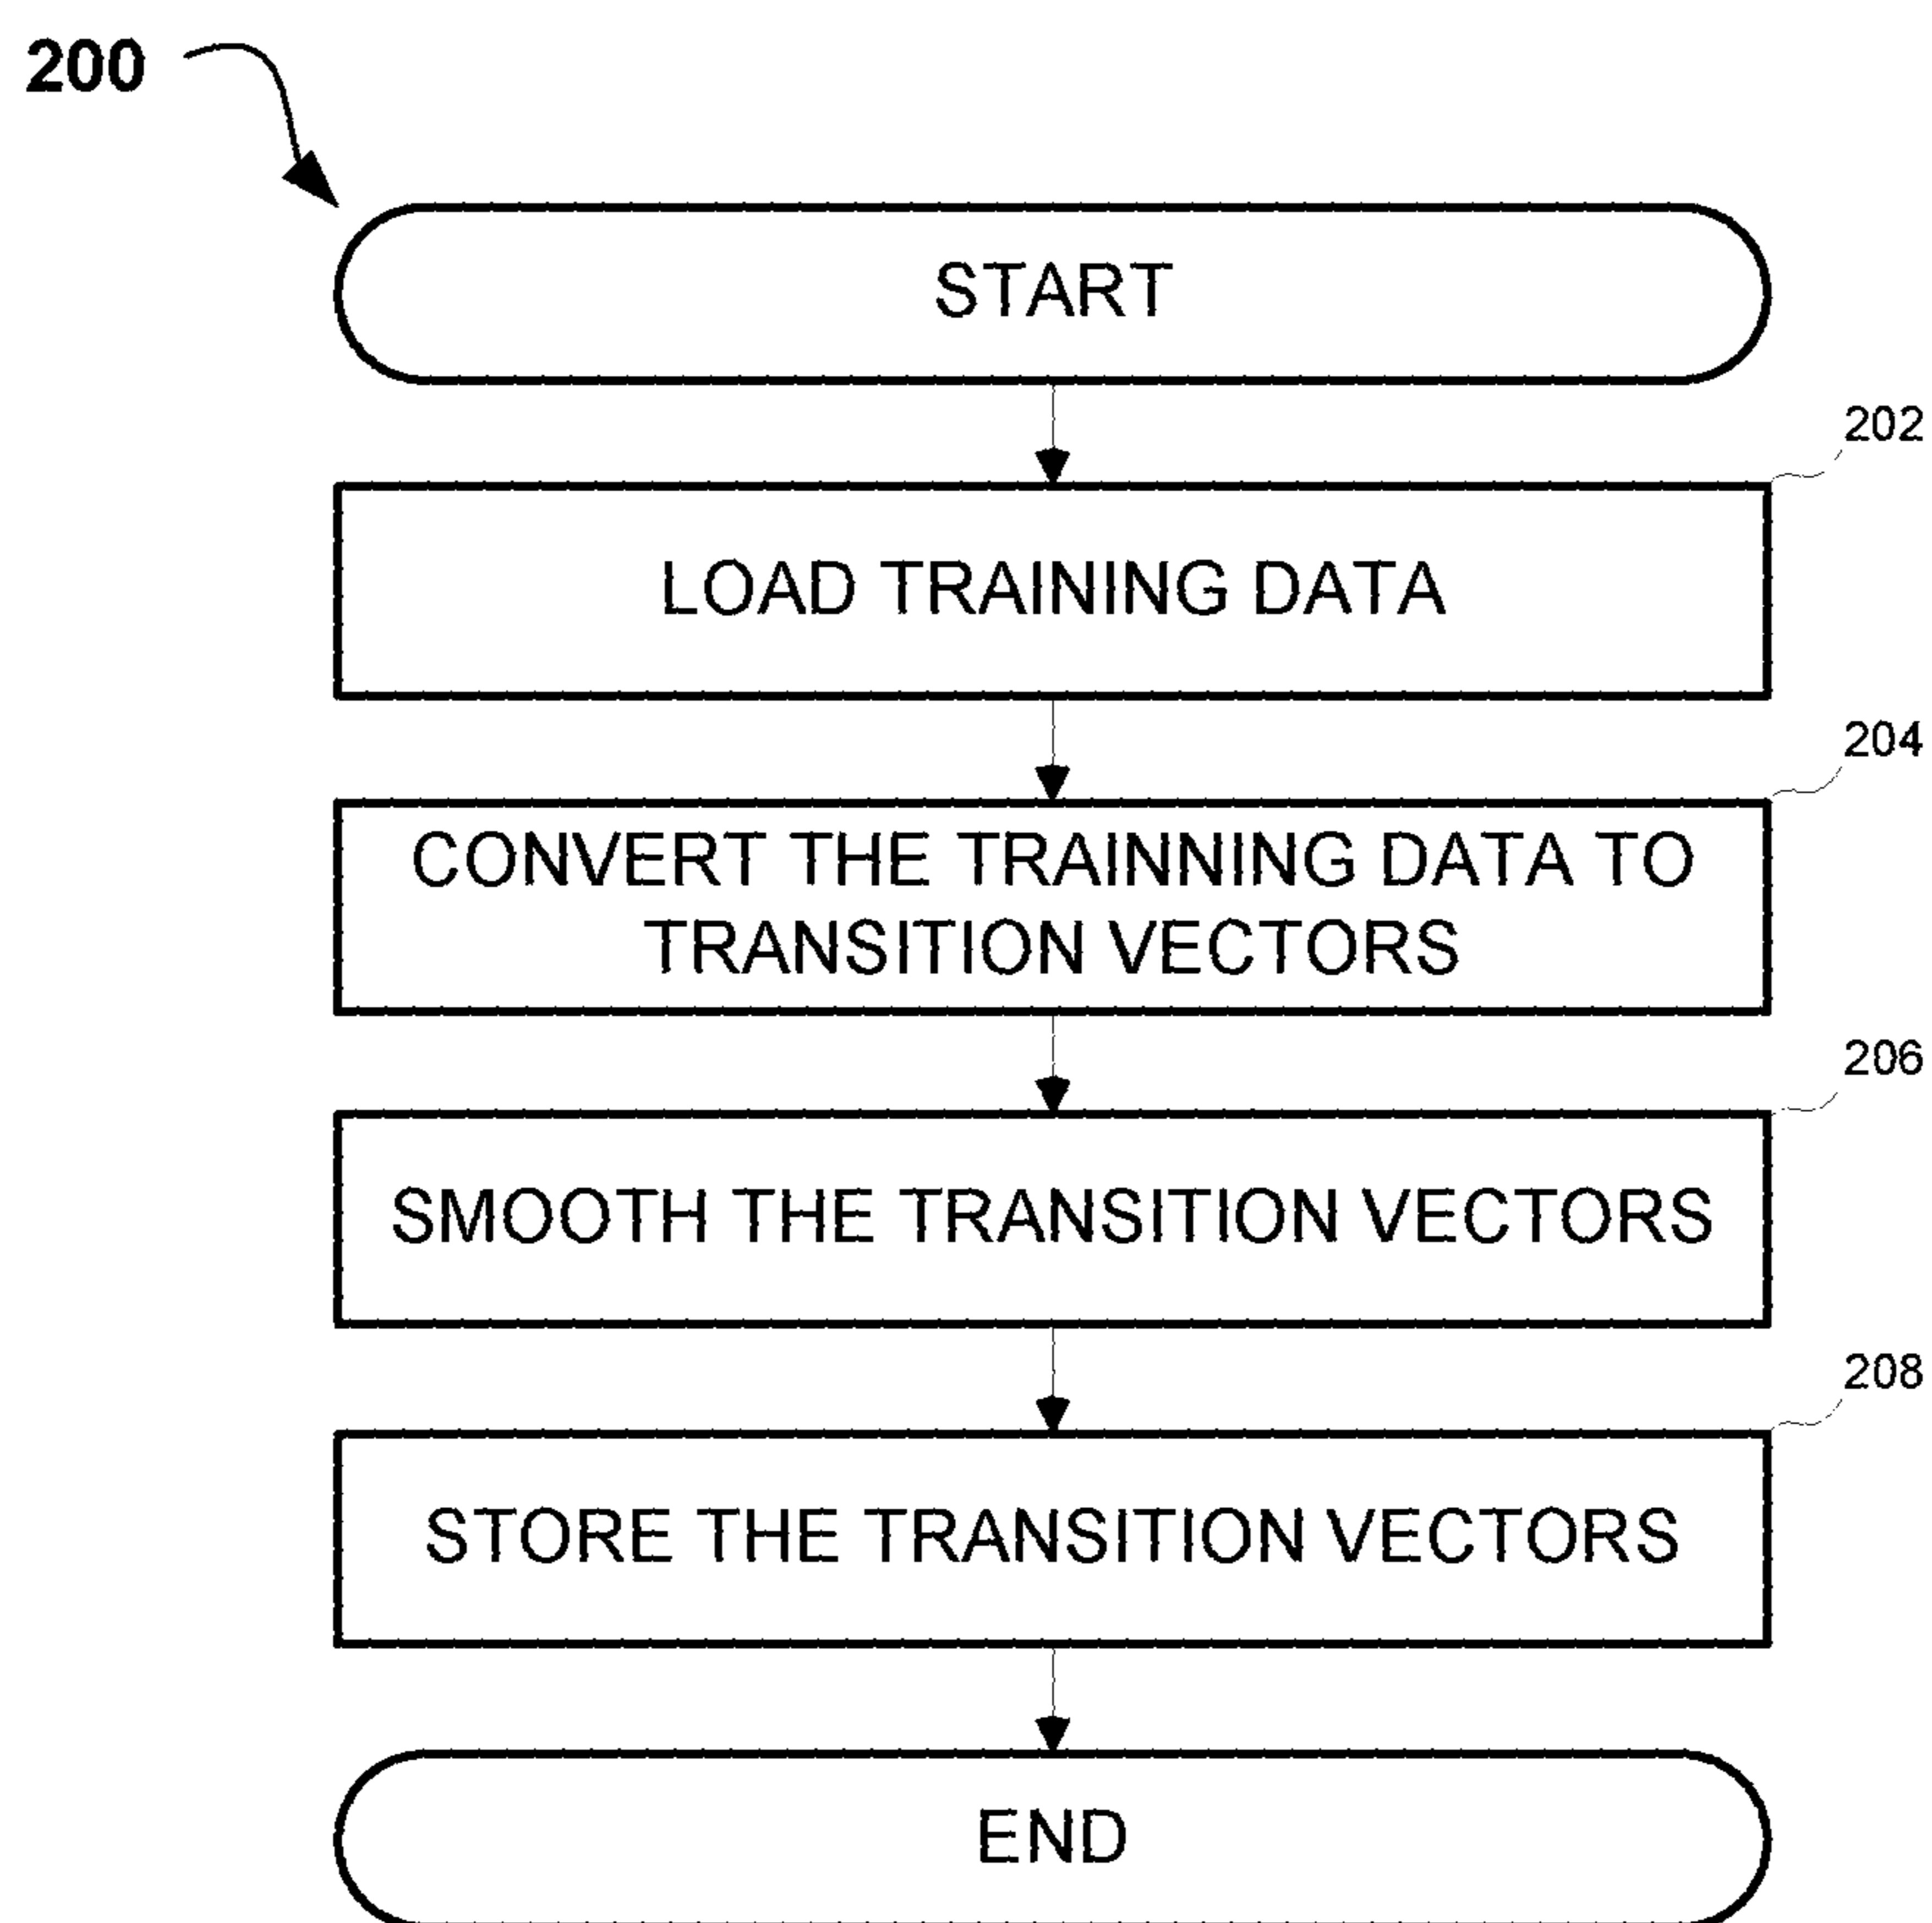 200
START
202
LOAD TRAINING DATA
204
CONVERT THE TRAINNING DATA TO
TRANSITION VECTORS
206
SMOOTH THE TRANSITION VECTORS
208
STORE THE TRANSITION VECTORS
END